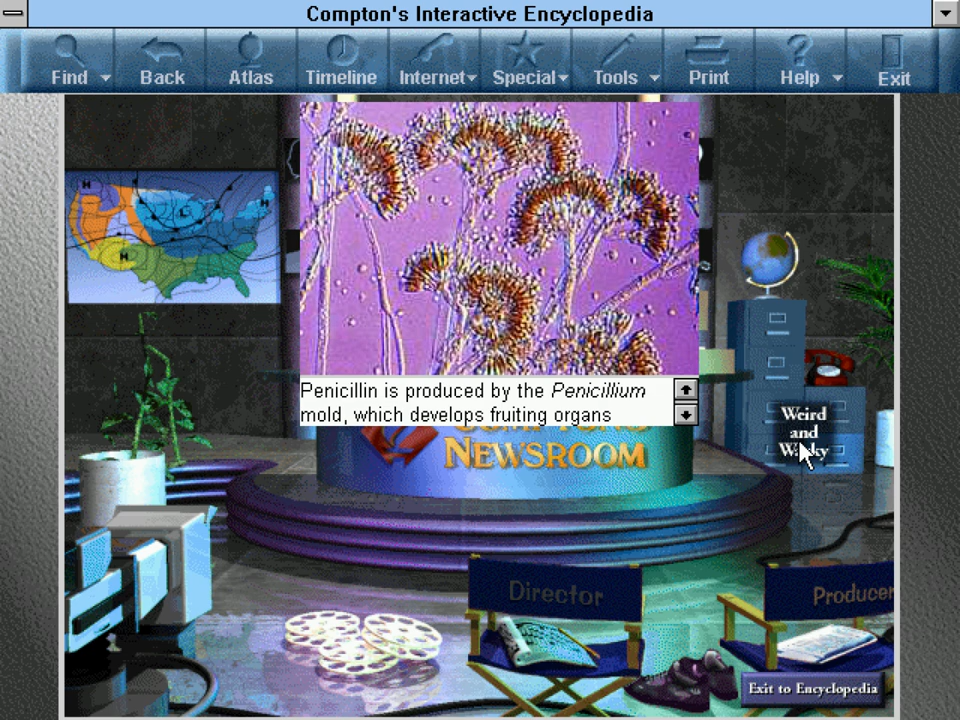 Compton's Interactive Encyclopedia
Find Back Atlas Timeline Internet Special Tools Print Help Exit
H
H
H
Penicillin is produced by the Penicillium
mold, which develops fruiting organs
NEWSROOM
Weird
and
Wacky
Director
Producer
Exit to Encyclopedia